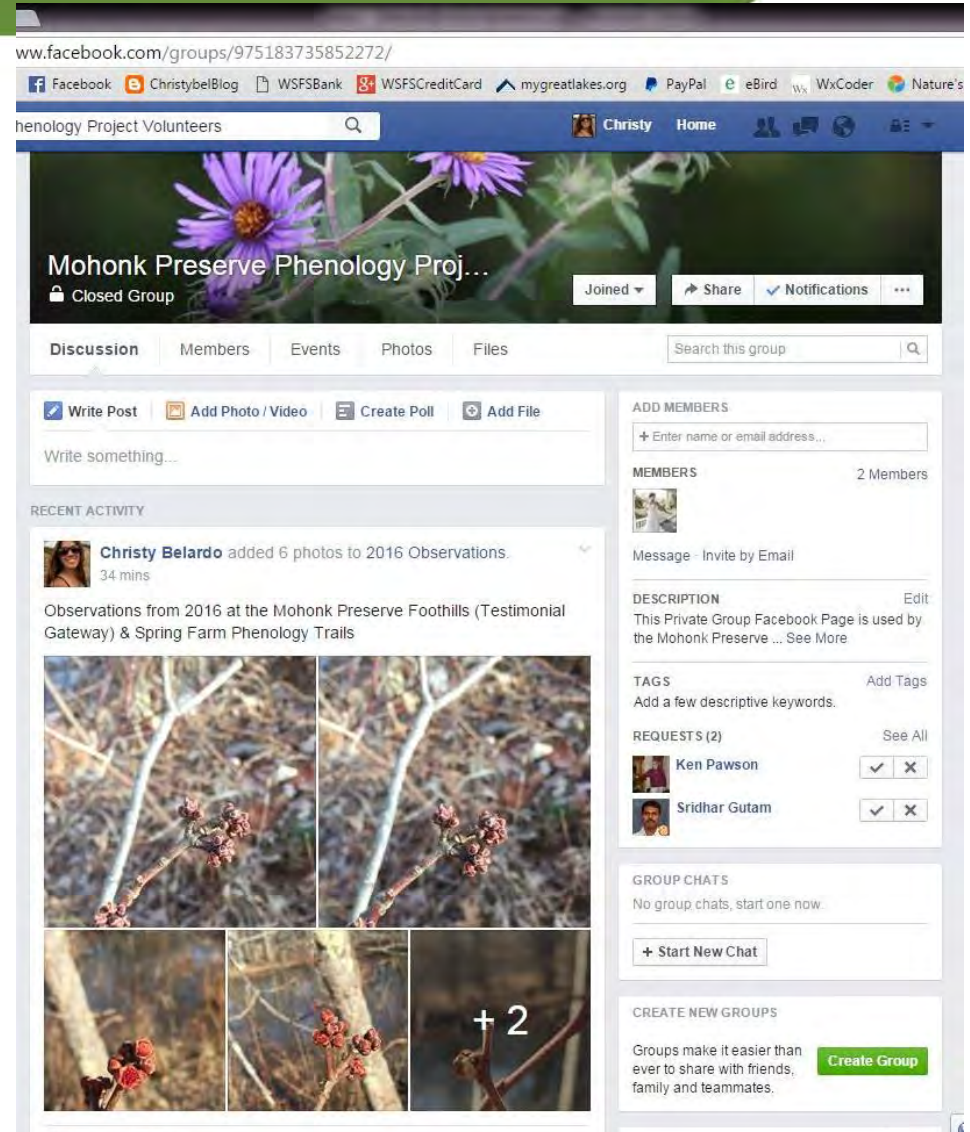 ww.facebook.com/groups/975183735852272/
Facebook ChristybelBlog WSFSBank WSFSCreditCard mygreatlakes.org PayPal eBird WxCoder Nature's
henology Project Volunteers
Christy Home
Mohonk Preserve Phenology Proj...
Closed Group
Joined Share Notifications ...
Discussion Members Events Photos Files
Search this group
Write Post Add Photo / Video Create Poll Add File
Write something...
RECENT ACTIVITY
Christy Belardo added 6 photos to 2016 Observations.
34 mins
Observations from 2016 at the Mohonk Preserve Foothills (Testimonial
Gateway) & Spring Farm Phenology Trails
+ 2
ADD MEMBERS
+ Enter name or email address...
MEMBERS 2 Members
Message · Invite by Email
DESCRIPTION Edit
This Private Group Facebook Page is used by
the Mohonk Preserve ... See More
TAGS Add Tags
Add a few descriptive keywords.
REQUESTS (2) See All
Ken Pawson
Sridhar Gutam
GROUP CHATS
No group chats, start one now.
+ Start New Chat
CREATE NEW GROUPS
Groups make it easier than
ever to share with friends,
family and teammates.
Create Group